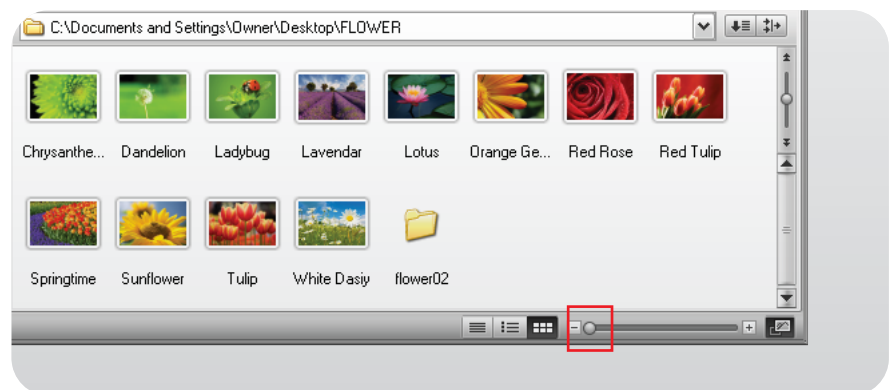 C:\Documents and Settings\Owner\Desktop\FLOWER
Chrysanthe... Dandelion Ladybug Lavendar Lotus Orange Ge... Red Rose Red Tulip
Springtime Sunflower Tulip White Dasiy flower02